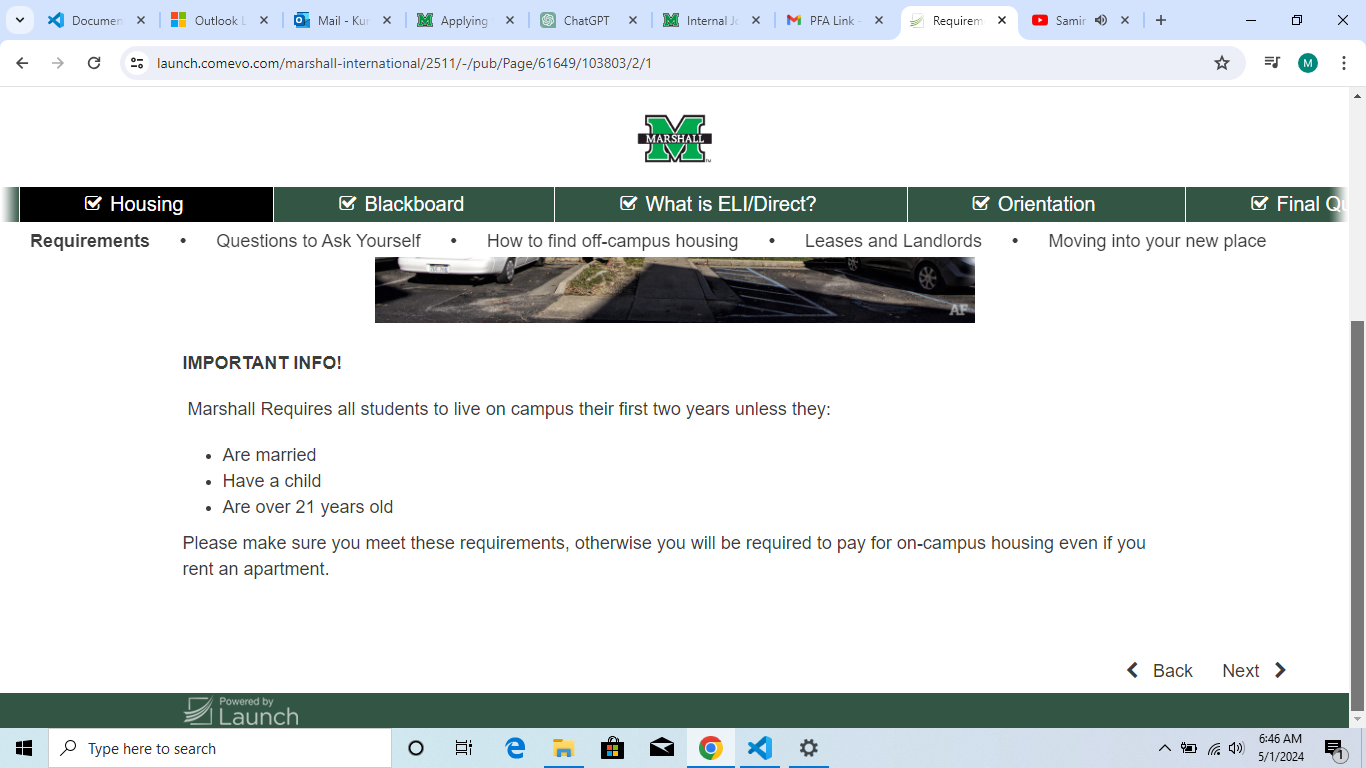 Documen
Outlook L
Mail - Kur
Applying
ChatGPT
Internal Jo
PFA Link -
Requirem
Samir
launch.comevo.com/marshall-international/2511/-/pub/Page/61649/103803/2/1
M
MARSHALL
Housing
Blackboard
What is ELI/Direct?
Orientation
Final Qu
Requirements • Questions to Ask Yourself • How to find off-campus housing • Leases and Landlords • Moving into your new place
AF
IMPORTANT INFO!
Marshall Requires all students to live on campus their first two years unless they:
• Are married
• Have a child
• Are over 21 years old
Please make sure you meet these requirements, otherwise you will be required to pay for on-campus housing even if you
rent an apartment.
Back Next
Powered by
Launch
Type here to search
6:46 AM
5/1/2024
1